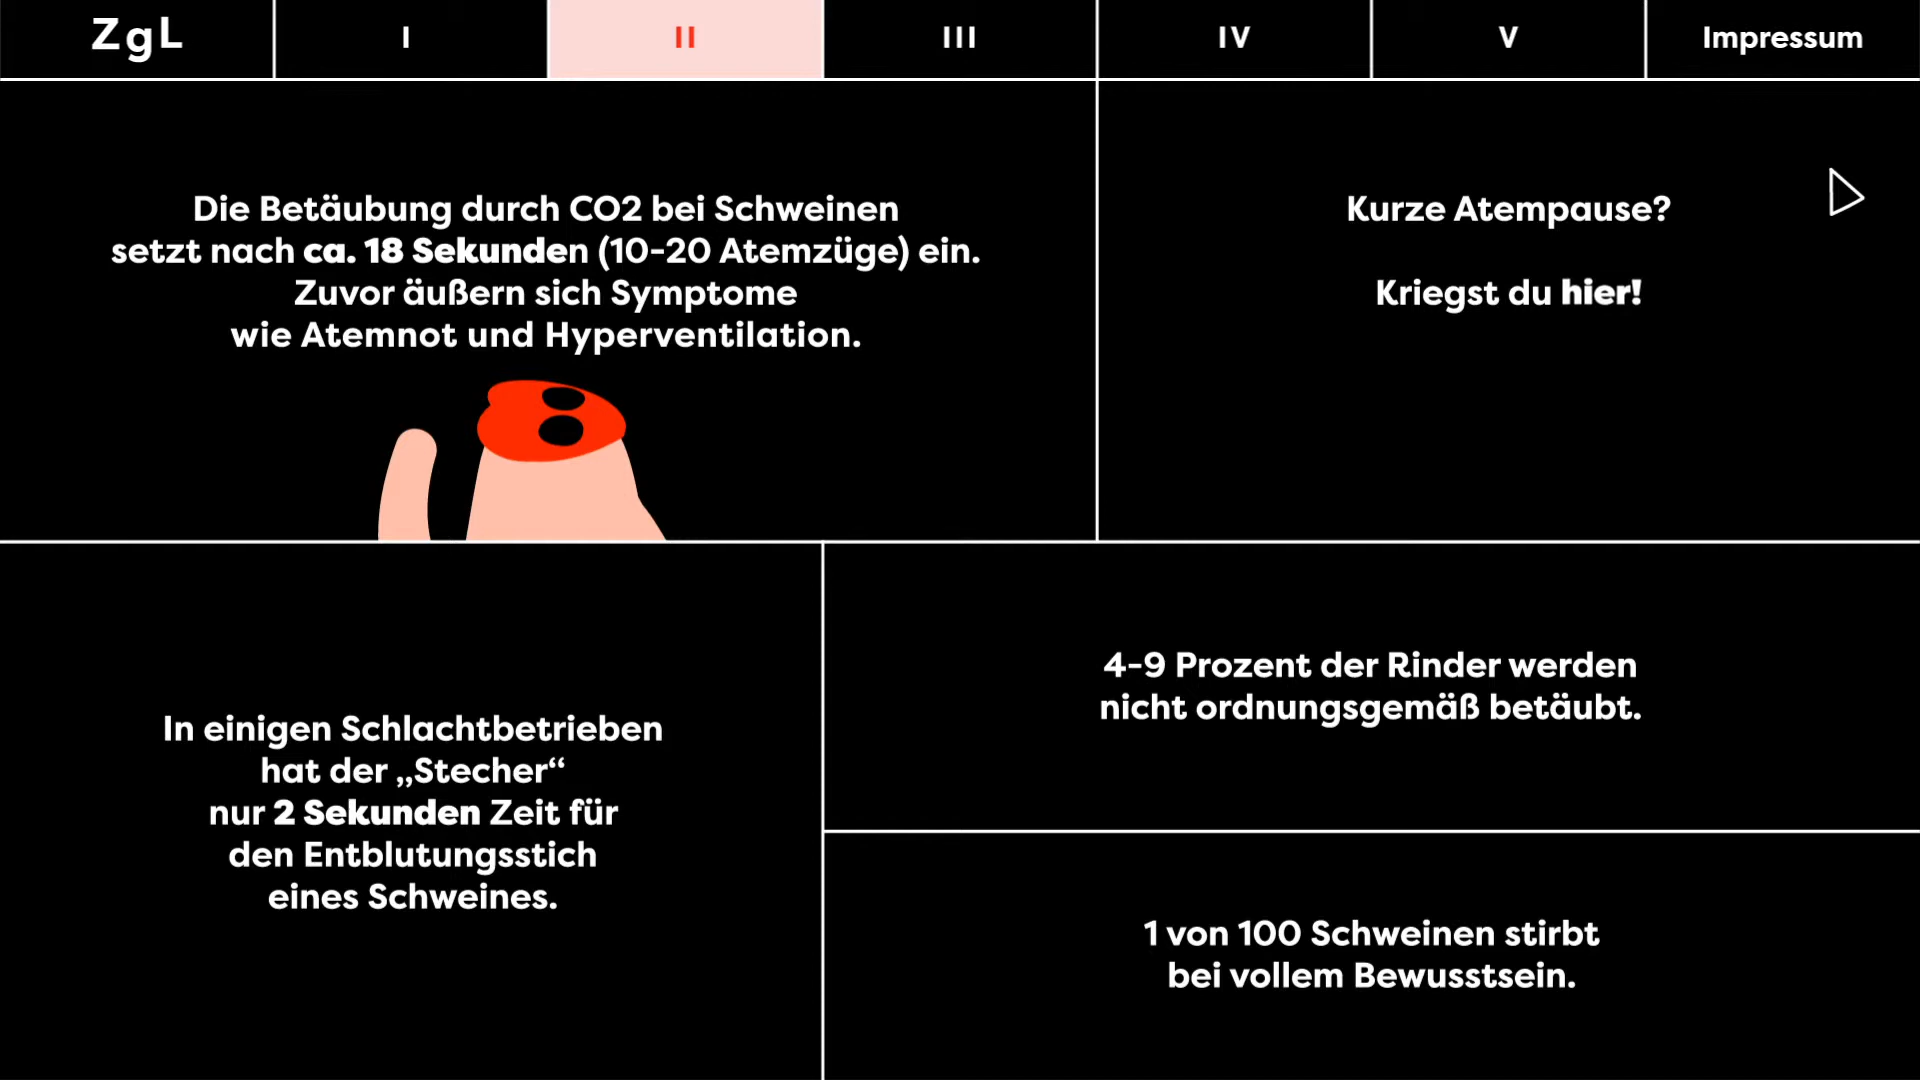 ZgL
I
II
III
IV
V
Impressum
Die Betäubung durch CO2 bei Schweinen
setzt nach ca. 18 Sekunden (10-20 Atemzüge) ein.
Zuvor äußern sich Symptome
wie Atemnot und Hyperventilation.
Kurze Atempause?
Kriegst du hier!
In einigen Schlachtbetrieben
hat der „Stecher“
nur 2 Sekunden Zeit für
den Entblutungsstich
eines Schweines.
4-9 Prozent der Rinder werden
nicht ordnungsgemäß betäubt.
1 von 100 Schweinen stirbt
bei vollem Bewusstsein.